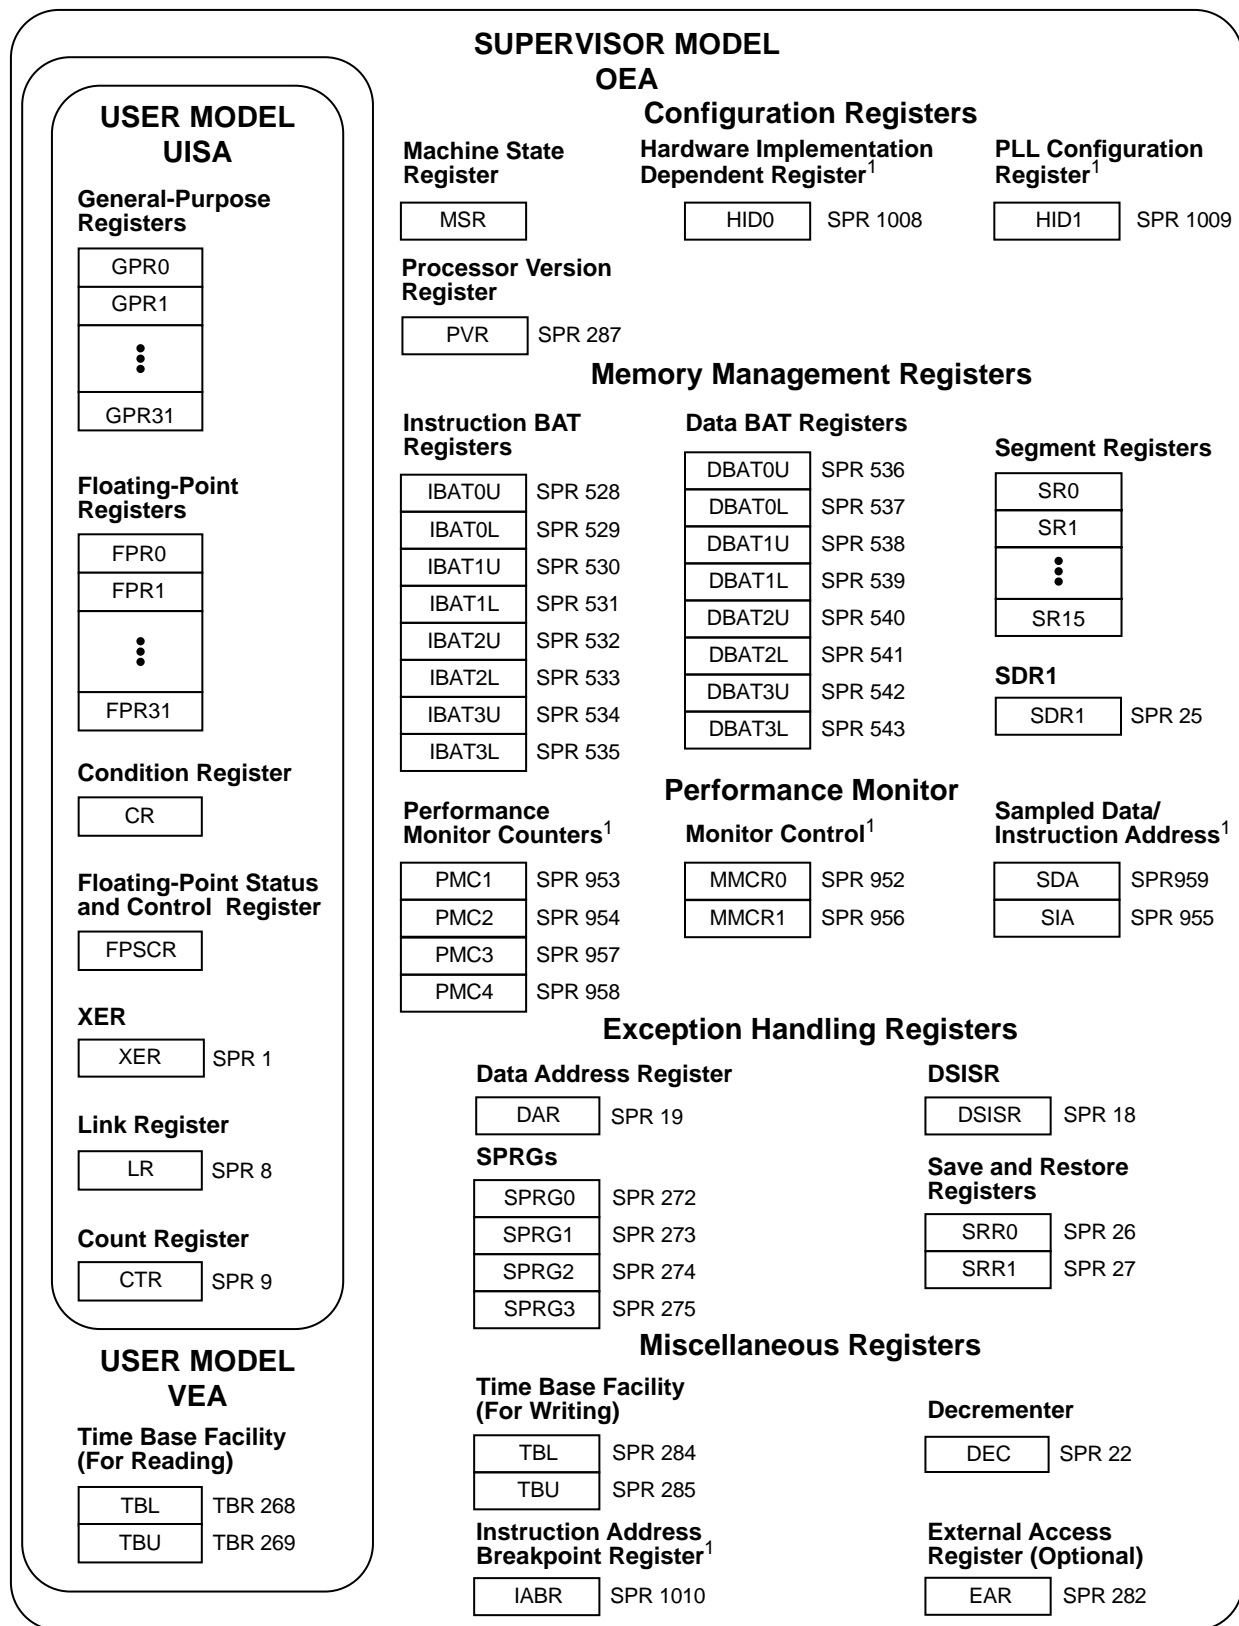 SUPERVISOR MODEL
OEA
USER MODEL
UISA
General-Purpose
Registers
GPR0
GPR1
GPR31
Floating-Point
Registers
FPR0
FPR1
FPR31
Condition Register
CR
Floating-Point Status
and Control Register
FPSCR
XER
XER SPR 1
Link Register
LR SPR 8
Count Register
CTR SPR 9
USER MODEL
VEA
Time Base Facility
(For Reading)
TBL TBR 268
TBU TBR 269
Configuration Registers
Machine State
Register
MSR
Hardware Implementation
Dependent Register1
HID0 SPR 1008
PLL Configuration
Register1
HID1 SPR 1009
Processor Version
Register
PVR SPR 287
Memory Management Registers
Instruction BAT
Registers
IBAT0U SPR 528
IBAT0L SPR 529
IBAT1U SPR 530
IBAT1L SPR 531
IBAT2U SPR 532
IBAT2L SPR 533
IBAT3U SPR 534
IBAT3L SPR 535
Data BAT Registers
DBAT0U SPR 536
DBAT0L SPR 537
DBAT1U SPR 538
DBAT1L SPR 539
DBAT2U SPR 540
DBAT2L SPR 541
DBAT3U SPR 542
DBAT3L SPR 543
Segment Registers
SR0
SR1
SR15
SDR1
SDR1 SPR 25
Performance Monitor
Performance
Monitor Counters1
PMC1 SPR 953
PMC2 SPR 954
PMC3 SPR 957
PMC4 SPR 958
Monitor Control1
MMCR0 SPR 952
MMCR1 SPR 956
Sampled Data/
Instruction Address1
SDA SPR959
SIA SPR 955
Exception Handling Registers
Data Address Register
DAR SPR 19
DSISR
DSISR SPR 18
SPRGs
SPRG0 SPR 272
SPRG1 SPR 273
SPRG2 SPR 274
SPRG3 SPR 275
Save and Restore
Registers
SRR0 SPR 26
SRR1 SPR 27
Miscellaneous Registers
Time Base Facility
(For Writing)
TBL SPR 284
TBU SPR 285
Decrementer
DEC SPR 22
Instruction Address
Breakpoint Register1
IABR SPR 1010
External Access
Register (Optional)
EAR SPR 282